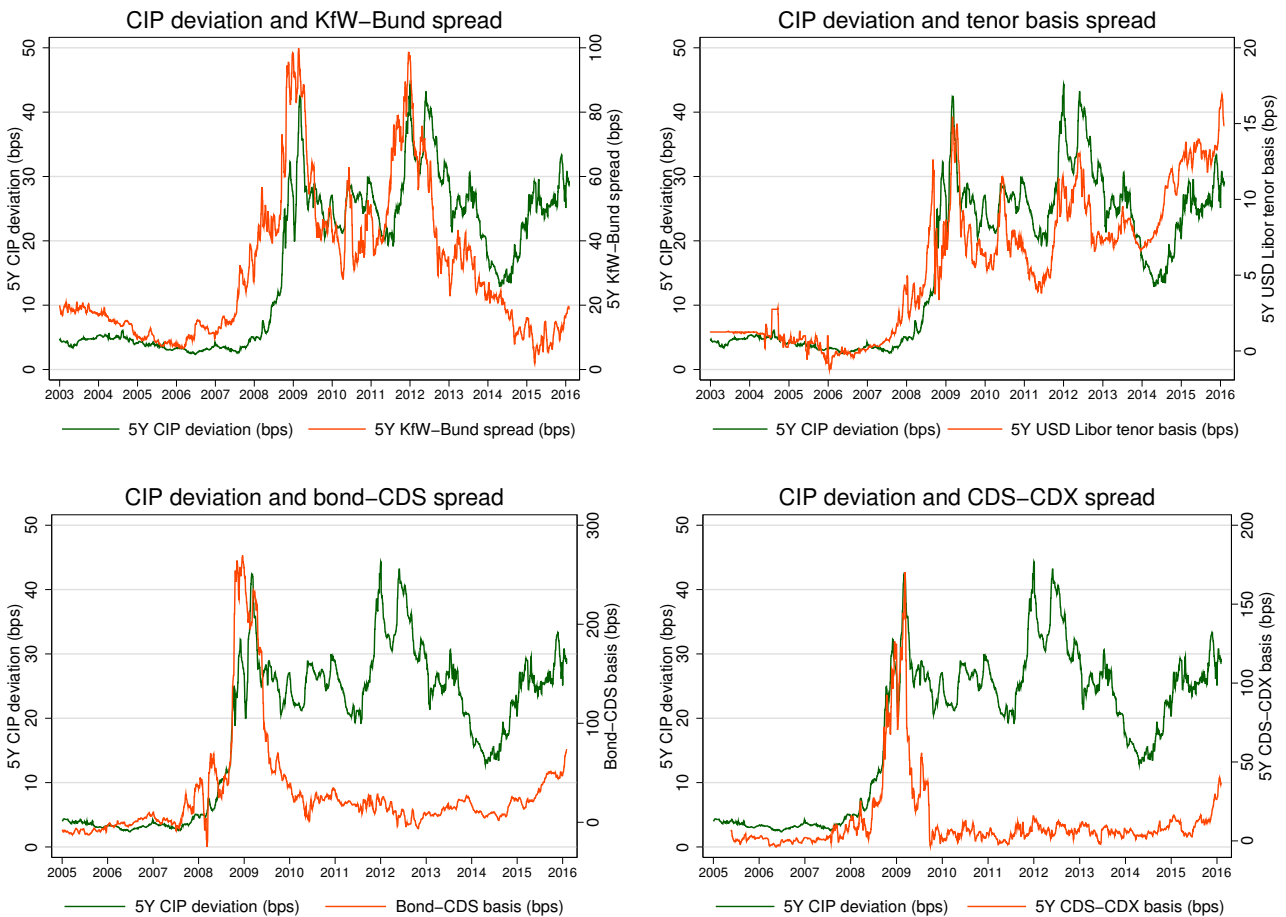 CIP deviation and KfW−Bund spread
5Y CIP deviation (bps)
0 10 20 30 40 50
5Y KfW−Bund spread (bps)
0 20 40 60 80 100
2003 2004 2005 2006 2007 2008 2009 2010 2011 2012 2013 2014 2015 2016
5Y CIP deviation (bps) 5Y KfW−Bund spread (bps)
CIP deviation and tenor basis spread
5Y CIP deviation (bps)
0 10 20 30 40 50
5Y USD Libor tenor basis (bps)
0 5 10 15 20
2003 2004 2005 2006 2007 2008 2009 2010 2011 2012 2013 2014 2015 2016
5Y CIP deviation (bps) 5Y USD Libor tenor basis (bps)
CIP deviation and bond−CDS spread
5Y CIP deviation (bps)
0 10 20 30 40 50
Bond−CDS basis (bps)
0 100 200 300
2005 2006 2007 2008 2009 2010 2011 2012 2013 2014 2015 2016
5Y CIP deviation (bps) Bond−CDS basis (bps)
CIP deviation and CDS−CDX spread
5Y CIP deviation (bps)
0 10 20 30 40 50
5Y CDS−CDX basis (bps)
0 50 100 150 200
2005 2006 2007 2008 2009 2010 2011 2012 2013 2014 2015 2016
5Y CIP deviation (bps) 5Y CDS−CDX basis (bps)